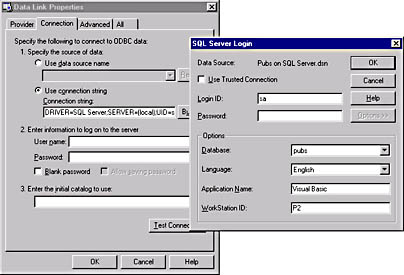 Data Link Properties
Provider Connection Advanced All
Specify the following to connect to ODBC data:
1. Specify the source of data:
Use data source name
Use connection string
Connection string:
DRIVER=SQL Server;SERVER=(local);UID=s
2. Enter information to log on to the server
User name:
Password:
Blank password Allow saving password
3. Enter the initial catalog to use:
Test Connec
OK Cancel Help
SQL Server Login
Data Source: Pubs on SQL Server.dsn OK
Use Trusted Connection Cancel
Login ID: sa Help
Password: Options >>
Options
Database: pubs
Language: English
Application Name: Visual Basic
WorkStation ID: P2